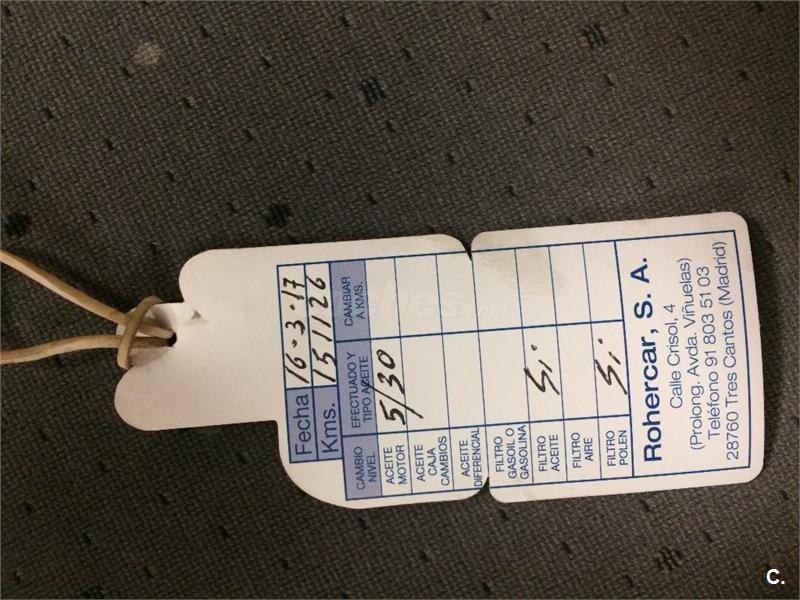 Fecha 16-3-17
Kms. 151126
CAMBIO NIVEL
EFECTUADO Y TIPO ACEITE
CAMBIAR A KMS.
ACEITE MOTOR 5/30
ACEITE CAJA CAMBIOS
ACEITE DIFERENCIAL
FILTRO GASOIL O GASOLINA
FILTRO ACEITE Si
FILTRO AIRE
FILTRO POLEN Si
Rohercar, S. A.
Calle Crisol, 4
(Prolong. Avda. Viñuelas)
Teléfono 91 803 51 03
28760 Tres Cantos (Madrid)
C.